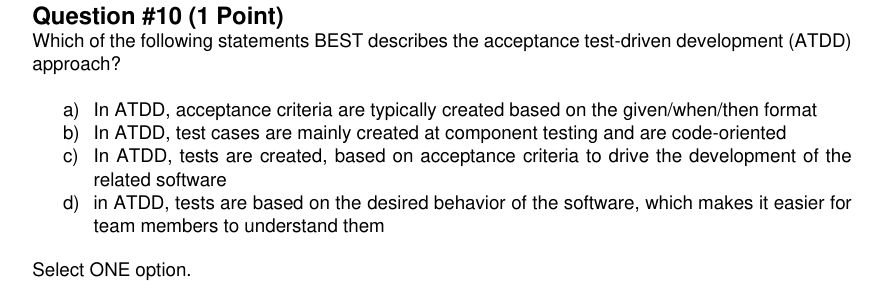 Question #10 (1 Point)
Which of the following statements BEST describes the acceptance test-driven development (ATDD)
approach?
a) In ATDD, acceptance criteria are typically created based on the given/when/then format
b) In ATDD, test cases are mainly created at component testing and are code-oriented
c) In ATDD, tests are created, based on acceptance criteria to drive the development of the
related software
d) in ATDD, tests are based on the desired behavior of the software, which makes it easier for
team members to understand them
Select ONE option.